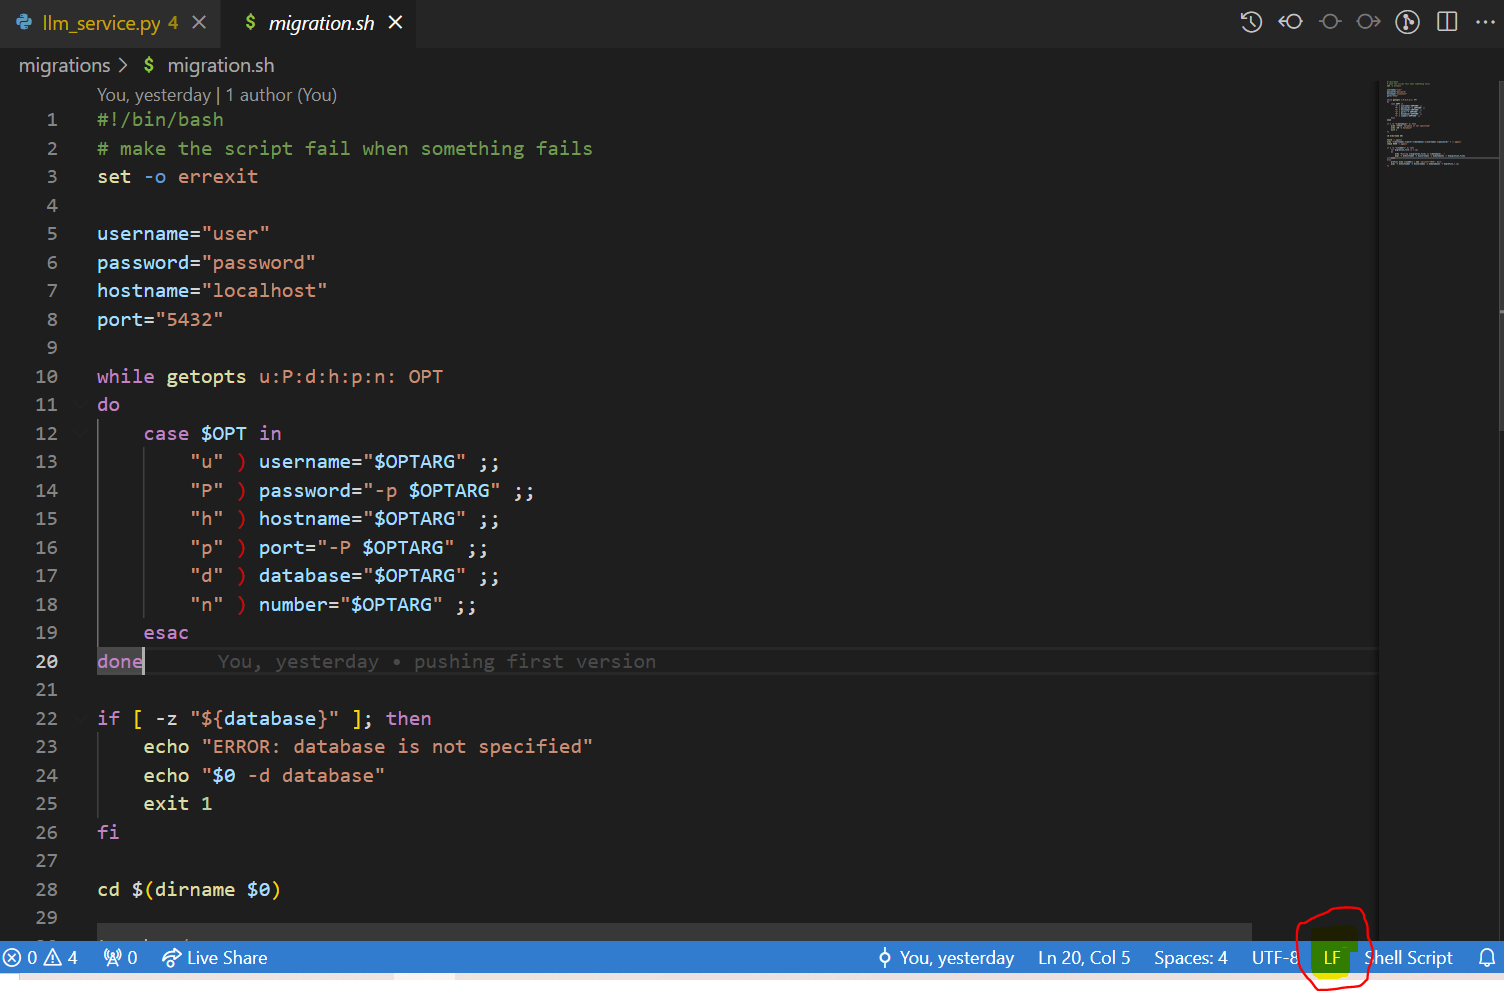 llm_service.py 4
$ migration.sh
migrations > $ migration.sh
You, yesterday | 1 author (You)
1 #!/bin/bash
2 # make the script fail when something fails
3 set -o errexit
4
5 username="user"
6 password="password"
7 hostname="localhost"
8 port="5432"
9
10 while getopts u:P:d:h:p:n: OPT
11 do
12 case $OPT in
13 "u" ) username="$OPTARG" ;;
14 "P" ) password="-p $OPTARG" ;;
15 "h" ) hostname="$OPTARG" ;;
16 "p" ) port="-P $OPTARG" ;;
17 "d" ) database="$OPTARG" ;;
18 "n" ) number="$OPTARG" ;;
19 esac
20 done You, yesterday • pushing first version
21
22 if [ -z "${database}" ]; then
23 echo "ERROR: database is not specified"
24 echo "$0 -d database"
25 exit 1
26 fi
27
28 cd $(dirname $0)
29
0 4 0 Live Share You, yesterday Ln 20, Col 5 Spaces: 4 UTF-8 LF Shell Script